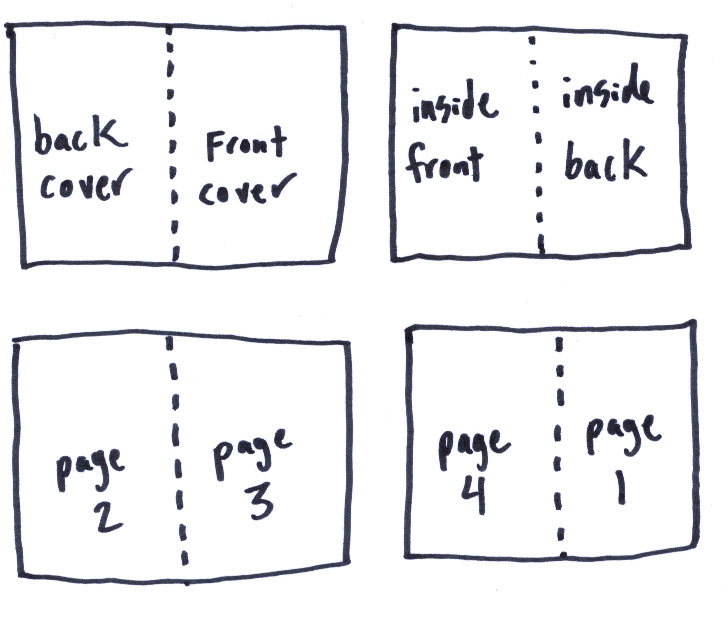 back
cover
Front
cover
inside
front
inside
back
page
2
page
3
page
4
page
1